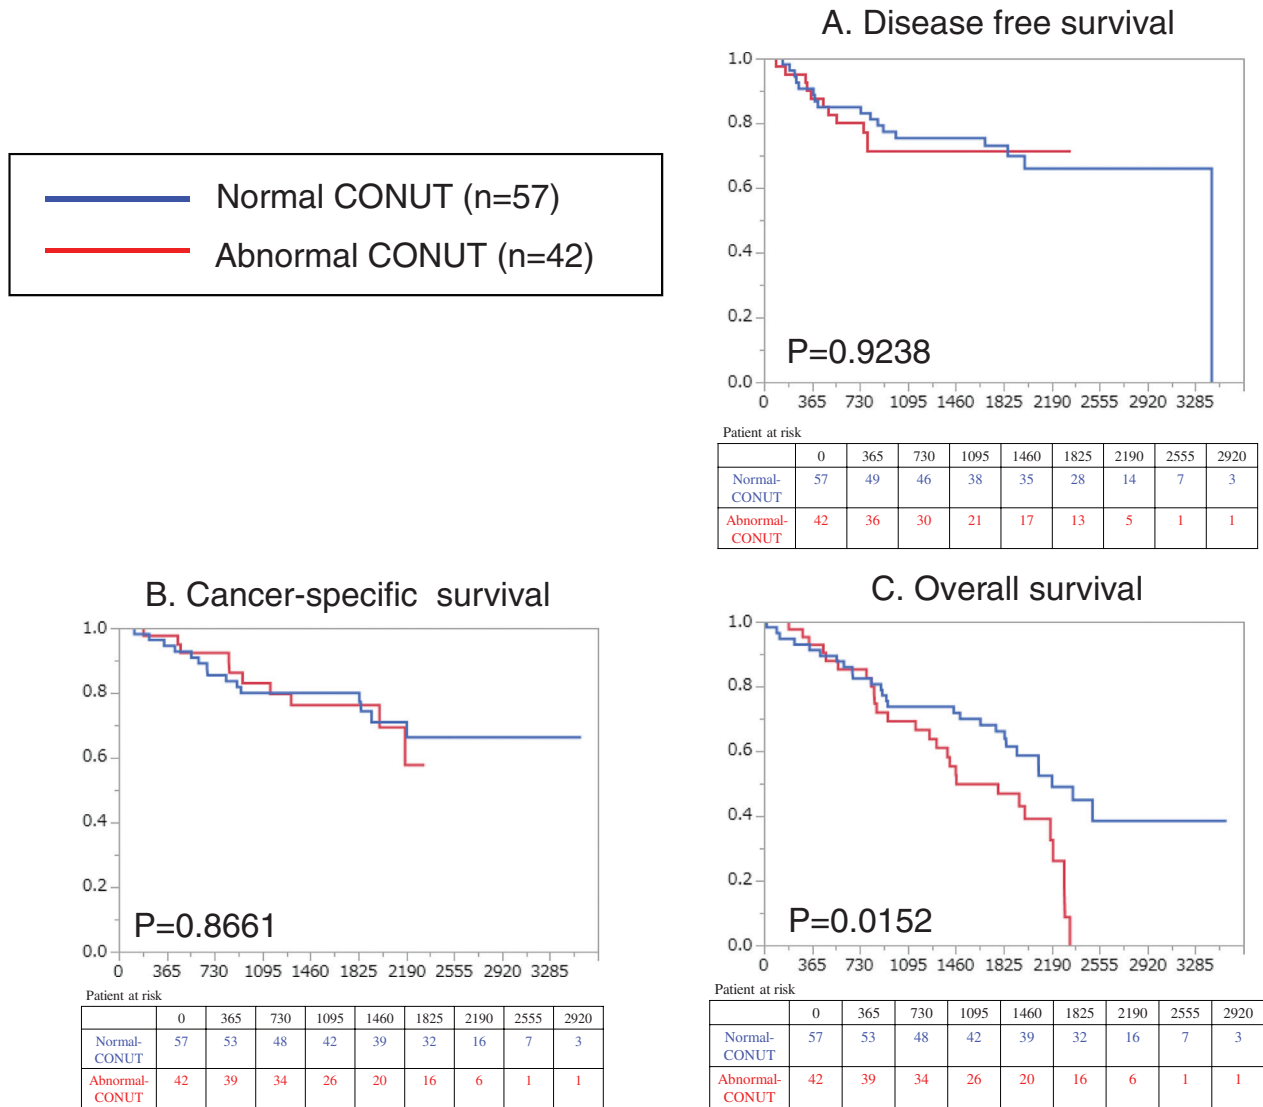 A. Disease free survival
Normal CONUT (n=57)
Abnormal CONUT (n=42)
1.0
0.8
0.6
0.4
0.2
0.0
P=0.9238
0 365 730 1095 1460 1825 2190 2555 2920 3285
Patient at risk
0 365 730 1095 1460 1825 2190 2555 2920
Normal-
CONUT 57 49 46 38 35 28 14 7 3
Abnormal-
CONUT 42 36 30 21 17 13 5 1 1
B. Cancer-specific survival
1.0
0.8
0.6
0.4
0.2
0.0
P=0.8661
0 365 730 1095 1460 1825 2190 2555 2920 3285
Patient at risk
0 365 730 1095 1460 1825 2190 2555 2920
Normal-
CONUT 57 53 48 42 39 32 16 7 3
Abnormal-
CONUT 42 39 34 26 20 16 6 1 1
C. Overall survival
1.0
0.8
0.6
0.4
0.2
0.0
P=0.0152
0 365 730 1095 1460 1825 2190 2555 2920 3285
Patient at risk
0 365 730 1095 1460 1825 2190 2555 2920
Normal-
CONUT 57 53 48 42 39 32 16 7 3
Abnormal-
CONUT 42 39 34 26 20 16 6 1 1